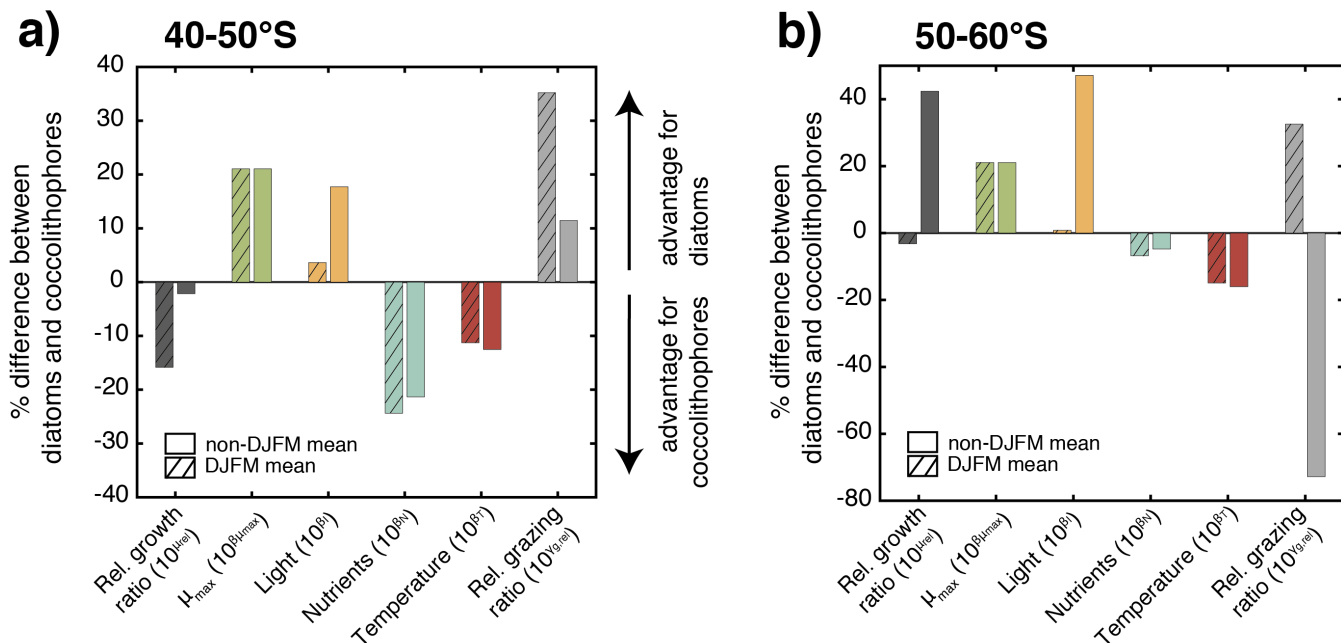 a)
40-50°S
% difference between
diatoms and coccolithophores
40
30
20
10
0
-10
-20
-30
-40
non-DJFM mean
DJFM mean
Rel. growth
ratio (10^μrel)
μmax (10^βμmax)
Light (10^βI)
Nutrients (10^βN)
Temperature (10^βT)
Rel. grazing
ratio (10^γg,rel)
advantage for
diatoms
advantage for
coccolithophores
b)
50-60°S
% difference between
diatoms and coccolithophores
40
20
0
-20
-40
-60
-80
non-DJFM mean
DJFM mean
Rel. growth
ratio (10^μrel)
μmax (10^βμmax)
Light (10^βI)
Nutrients (10^βN)
Temperature (10^βT)
Rel. grazing
ratio (10^γg,rel)